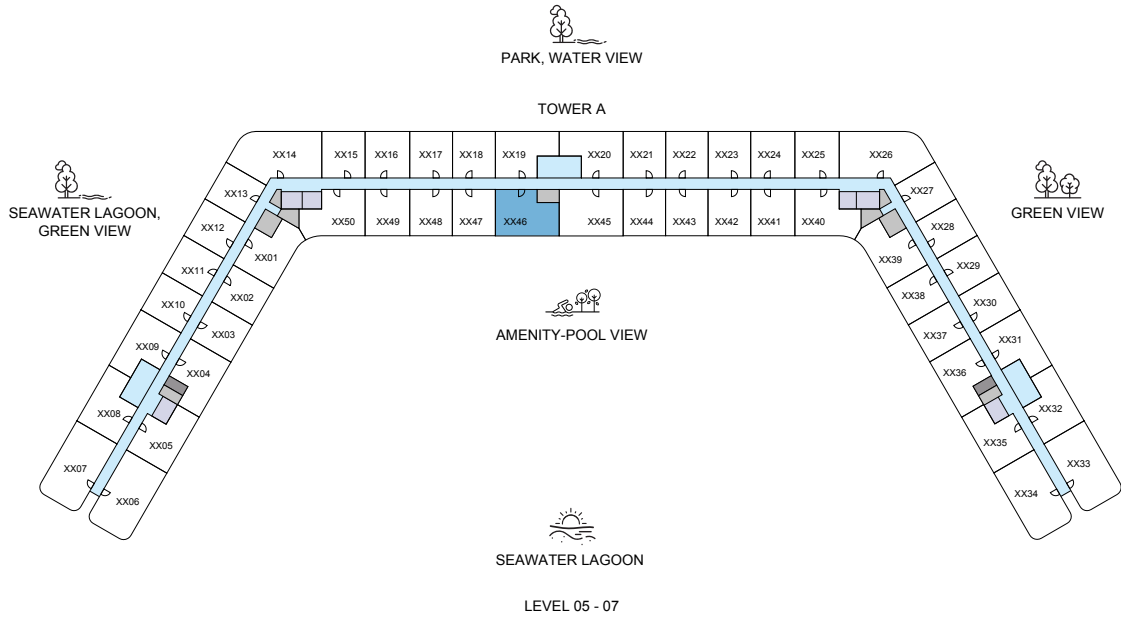 PARK, WATER VIEW
TOWER A
XX14
XX15
XX16
XX17
XX18
XX19
XX20
XX21
XX22
XX23
XX24
XX25
XX26
XX13
XX27
SEAWATER LAGOON,
GREEN VIEW
GREEN VIEW
XX12
XX50
XX49
XX48
XX47
XX46
XX45
XX44
XX43
XX42
XX41
XX40
XX28
XX01
XX39
XX11
XX29
XX02
XX38
XX10
XX30
XX03
XX37
AMENITY-POOL VIEW
XX09
XX31
XX04
XX36
XX08
XX32
XX05
XX35
XX07
XX33
XX06
XX34
SEAWATER LAGOON
LEVEL 05 - 07